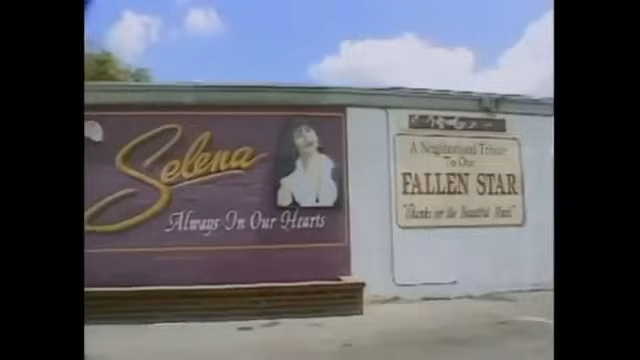 Selena
Always In Our Hearts
A Neighborhood Tribute
To Our
FALLEN STAR
"Thanks for the Beautiful Music"